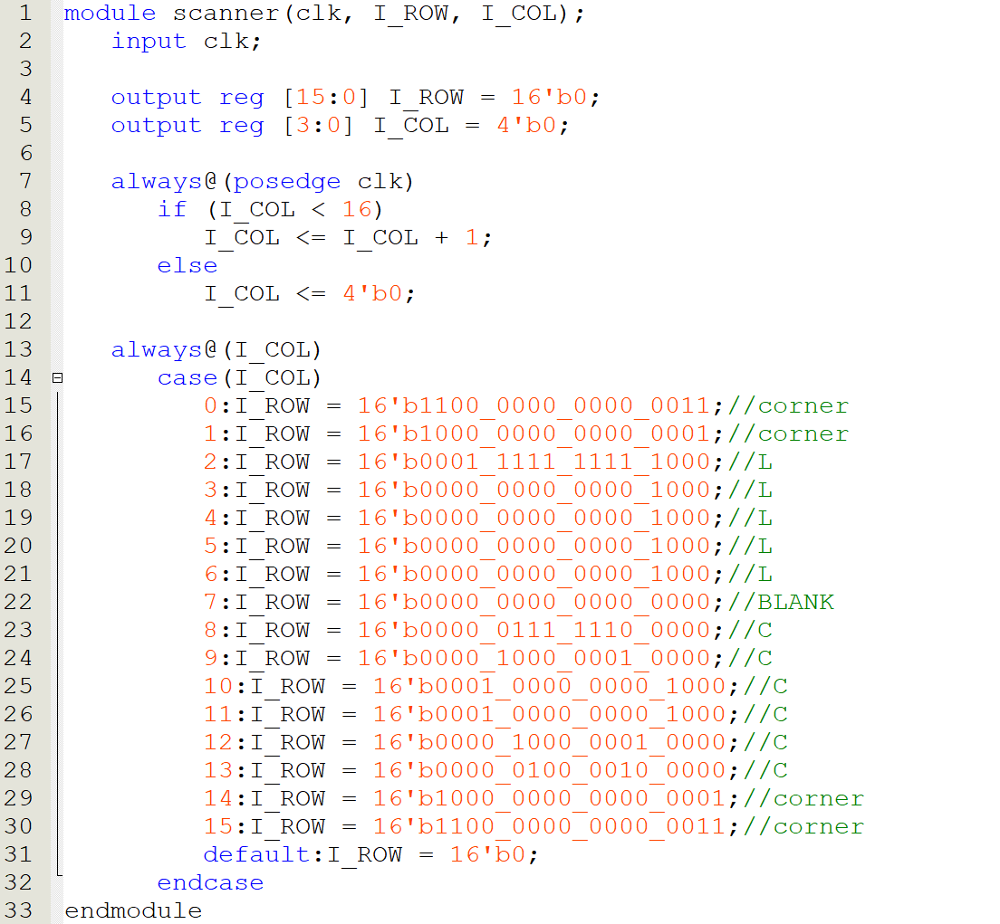 1 module scanner(clk, I_ROW, I_COL);
2    input clk;
3
4    output reg [15:0] I_ROW = 16'b0;
5    output reg [3:0] I_COL = 4'b0;
6
7    always@(posedge clk)
8       if (I_COL < 16)
9          I_COL <= I_COL + 1;
10       else
11          I_COL <= 4'b0;
12
13    always@(I_COL)
14       case(I_COL)
15          0:I_ROW = 16'b1100_0000_0000_0011;//corner
16          1:I_ROW = 16'b1000_0000_0000_0001;//corner
17          2:I_ROW = 16'b0001_1111_1111_1000;//L
18          3:I_ROW = 16'b0000_0000_0000_1000;//L
19          4:I_ROW = 16'b0000_0000_0000_1000;//L
20          5:I_ROW = 16'b0000_0000_0000_1000;//L
21          6:I_ROW = 16'b0000_0000_0000_1000;//L
22          7:I_ROW = 16'b0000_0000_0000_0000;//BLANK
23          8:I_ROW = 16'b0000_0111_1110_0000;//C
24          9:I_ROW = 16'b0000_1000_0001_0000;//C
25          10:I_ROW = 16'b0001_0000_0000_1000;//C
26          11:I_ROW = 16'b0001_0000_0000_1000;//C
27          12:I_ROW = 16'b0000_1000_0001_0000;//C
28          13:I_ROW = 16'b0000_0100_0010_0000;//C
29          14:I_ROW = 16'b1000_0000_0000_0001;//corner
30          15:I_ROW = 16'b1100_0000_0000_0011;//corner
31          default:I_ROW = 16'b0;
32       endcase
33 endmodule